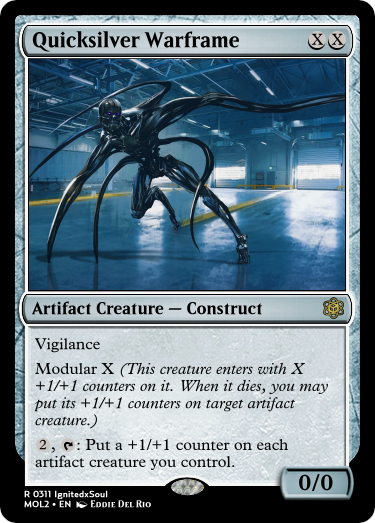 Quicksilver Warframe X X
Artifact Creature — Construct
Vigilance
Modular X (This creature enters with X
+1/+1 counters on it. When it dies, you may
put its +1/+1 counters on target artifact
creature.)
2, : Put a +1/+1 counter on each
artifact creature you control.
0/0
R 0311 IgnitedxSoul
MOL2 • EN Eddie Del Rio